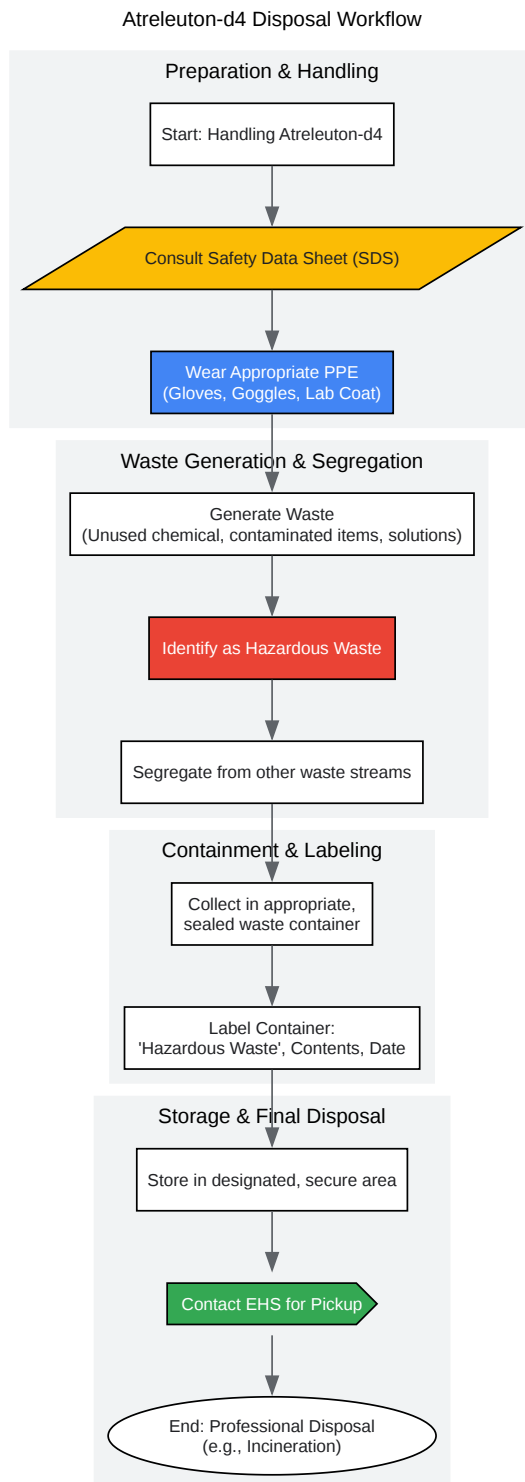 Atreleuton-d4 Disposal Workflow
Preparation & Handling
Start: Handling Atreleuton-d4
Consult Safety Data Sheet (SDS)
Wear Appropriate PPE
(Gloves, Goggles, Lab Coat)
Waste Generation & Segregation
Generate Waste
(Unused chemical, contaminated items, solutions)
Identify as Hazardous Waste
Segregate from other waste streams
Containment & Labeling
Collect in appropriate,
sealed waste container
Label Container:
'Hazardous Waste', Contents, Date
Storage & Final Disposal
Store in designated, secure area
Contact EHS for Pickup
End: Professional Disposal
(e.g., Incineration)